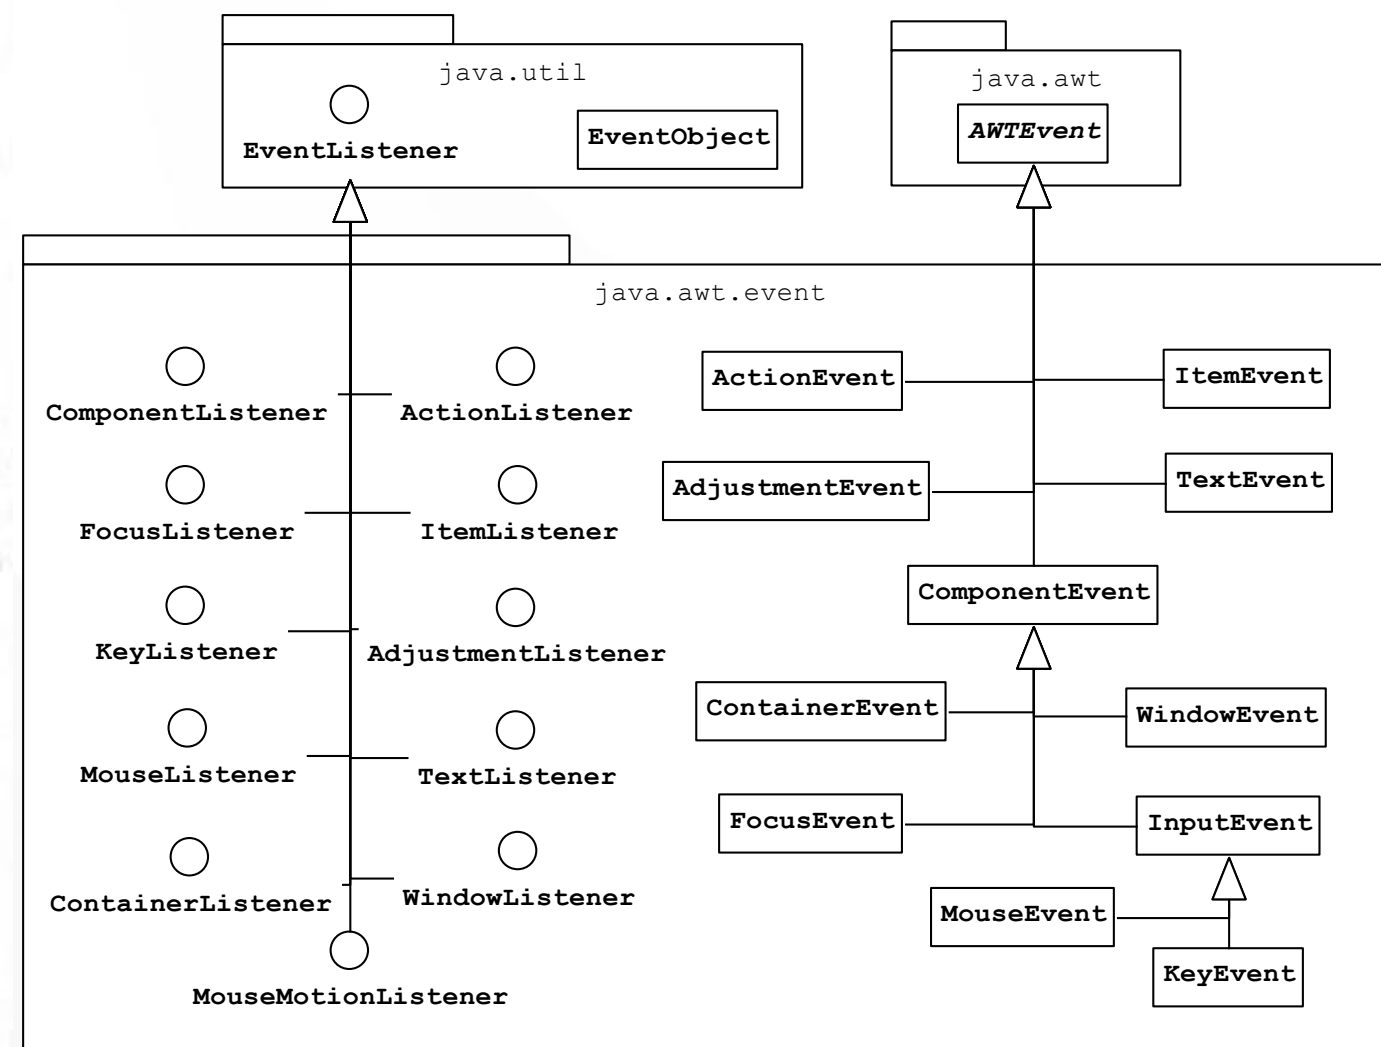 java.util
EventListener
EventObject
java.awt
AWTEvent
java.awt.event
ComponentListener
ActionListener
FocusListener
ItemListener
KeyListener
AdjustmentListener
MouseListener
TextListener
ContainerListener
WindowListener
MouseMotionListener
ActionEvent
ItemEvent
AdjustmentEvent
TextEvent
ComponentEvent
ContainerEvent
WindowEvent
FocusEvent
InputEvent
MouseEvent
KeyEvent